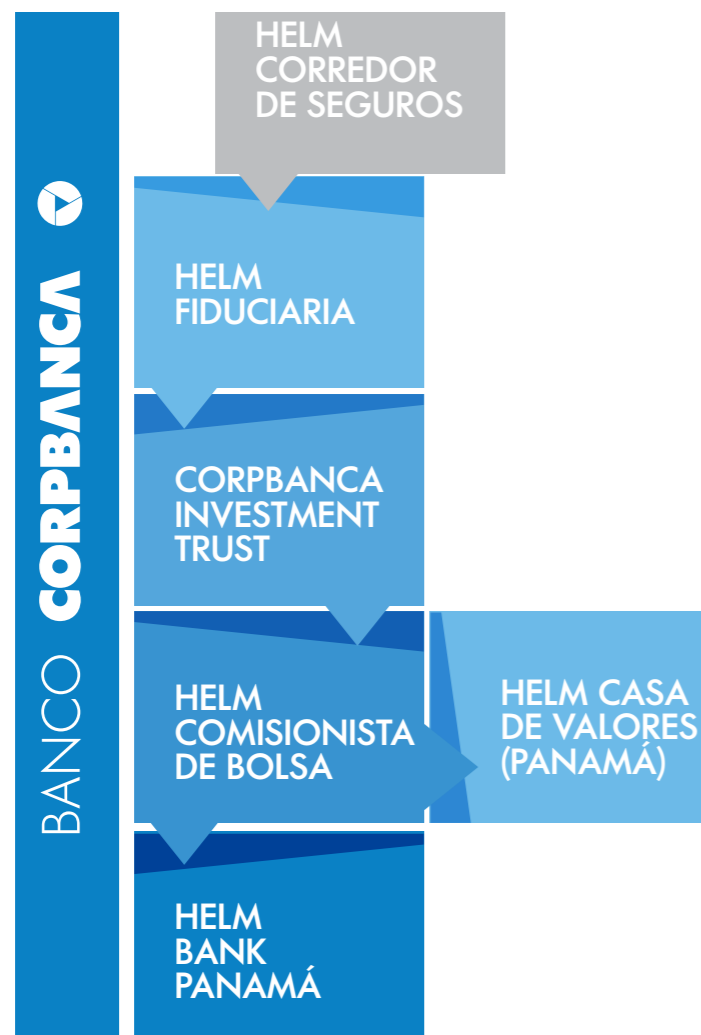 BANCO CORPBANCA
HELM
CORREDOR
DE SEGUROS
HELM
FIDUCIARIA
CORPBANCA
INVESTMENT
TRUST
HELM
COMISIONISTA
DE BOLSA
HELM CASA
DE VALORES
(PANAMÁ)
HELM
BANK
PANAMÁ